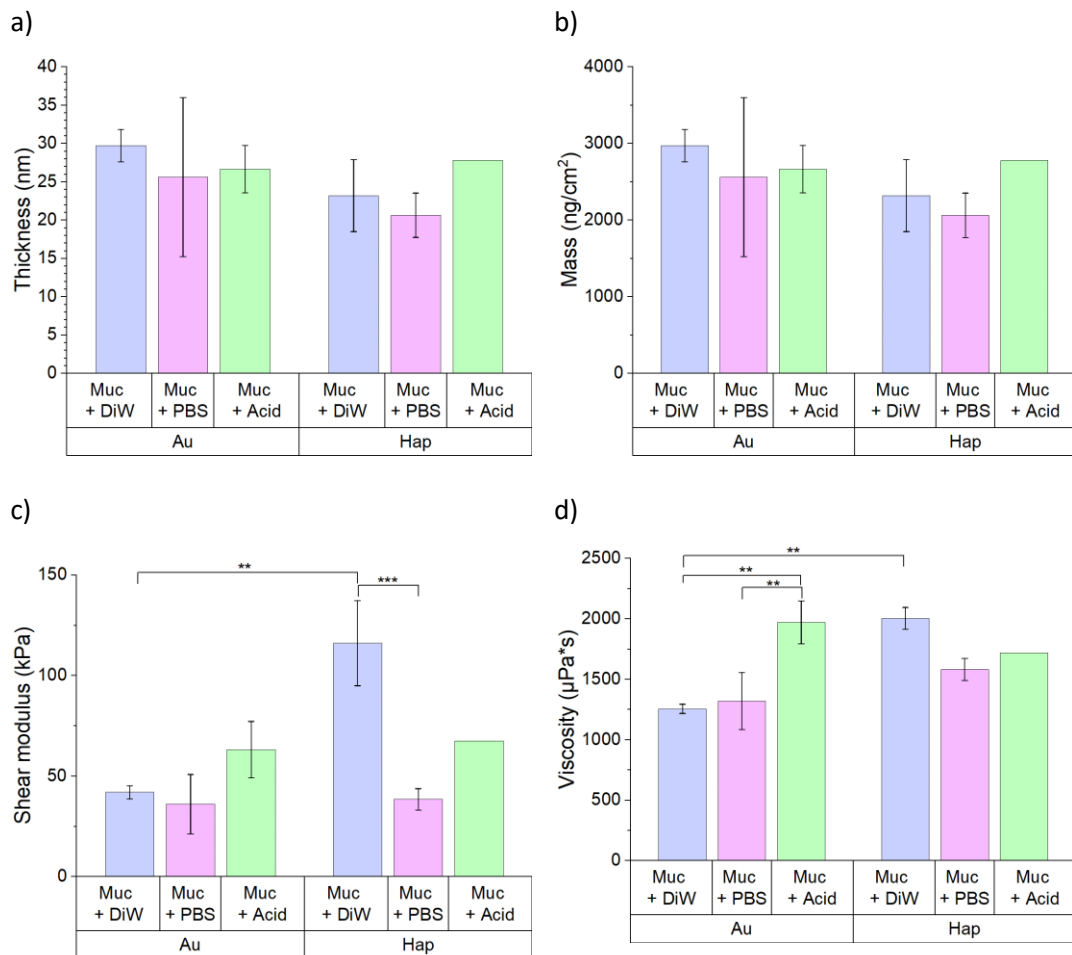 a)
40
35
30
25
20
15
10
5
0
Thickness (nm)
Muc Muc Muc Muc Muc Muc
+ DiW + PBS + Acid + DiW + PBS + Acid
Au Hap
b)
4000
3000
2000
1000
0
Mass (ng/cm²)
Muc Muc Muc Muc Muc Muc
+ DiW + PBS + Acid + DiW + PBS + Acid
Au Hap
c)
150
100
50
0
Shear modulus (kPa)
** ***
Muc Muc Muc Muc Muc Muc
+ DiW + PBS + Acid + DiW + PBS + Acid
Au Hap
d)
2500
2000
1500
1000
500
0
Viscosity (µPa*s)
**
**
**
Muc Muc Muc Muc Muc Muc
+ DiW + PBS + Acid + DiW + PBS + Acid
Au Hap